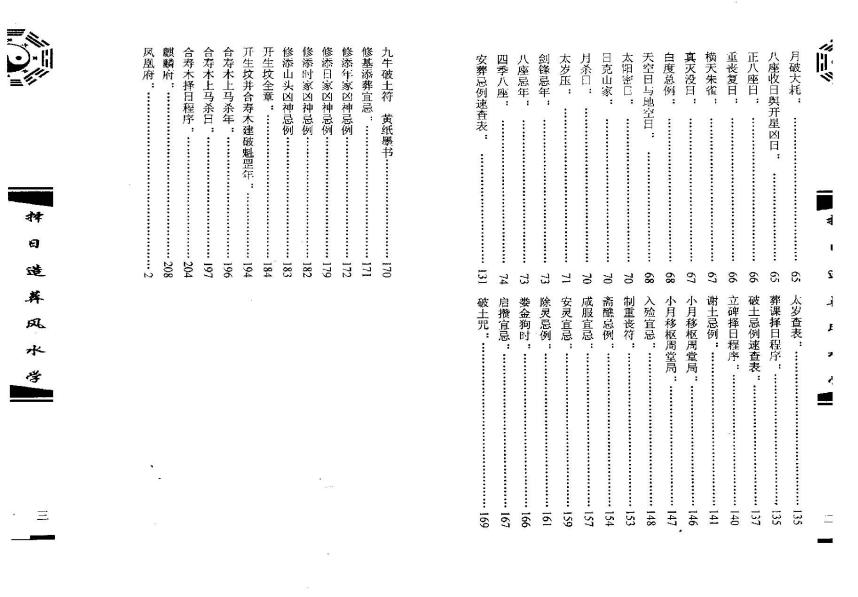 月破大耗：……65
八座收日與开星凶日：……65
正八座日：……66
重丧复日：……66
横天朱雀：……67
真灭没日：……67
白度总例：……68
天空日与地空日：……68
太阳密日：……70
日克山家：……70
月杀日：……70
太岁压：……71
剑锋忌年：……73
八座忌年：……73
四季八座：……74
安葬忌例速查表：……131
太岁查表：……135
葬课择日程序：……135
破土忌例速查表：……137
立碑择日程序：……140
谢土忌例：……141
小月移柩周堂局：……146
小月移柩周堂局：……147
入殓宜忌：……148
制重丧符：……153
斋醮忌例：……154
成服宜忌：……157
安灵宜忌：……159
除灵忌例：……161
娄金狗时：……166
启攒宜忌：……167
破土咒：……169
二
九牛破土符 黄纸墨书……170
修基添葬宜忌：……171
修添年家凶神忌例……172
修添日家凶神忌例……179
修添时家凶神忌例……182
修添山头凶神忌例……183
开生坟全章：……184
开生坟并合寿木建破魁罡年：……194
合寿木上马杀年：……196
合寿木上马杀日：……197
合寿木择日程序：……204
麒麟府：……208
凤凰府：……2
择日造葬风水学
三